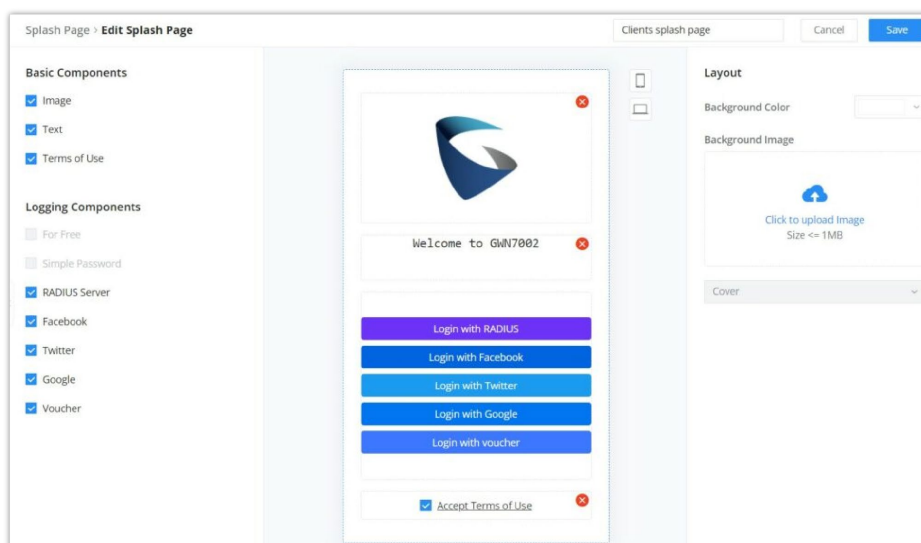 Splash Page > Edit Splash Page
Clients splash page
Cancel
Save
Basic Components
Image
Text
Terms of Use
Logging Components
For Free
Simple Password
RADIUS Server
Facebook
Twitter
Google
Voucher
Welcome to GWN7002
Login with RADIUS
Login with Facebook
Login with Twitter
Login with Google
Login with voucher
Accept Terms of Use
Layout
Background Color
Background Image
Click to upload Image
Size <= 1MB
Cover